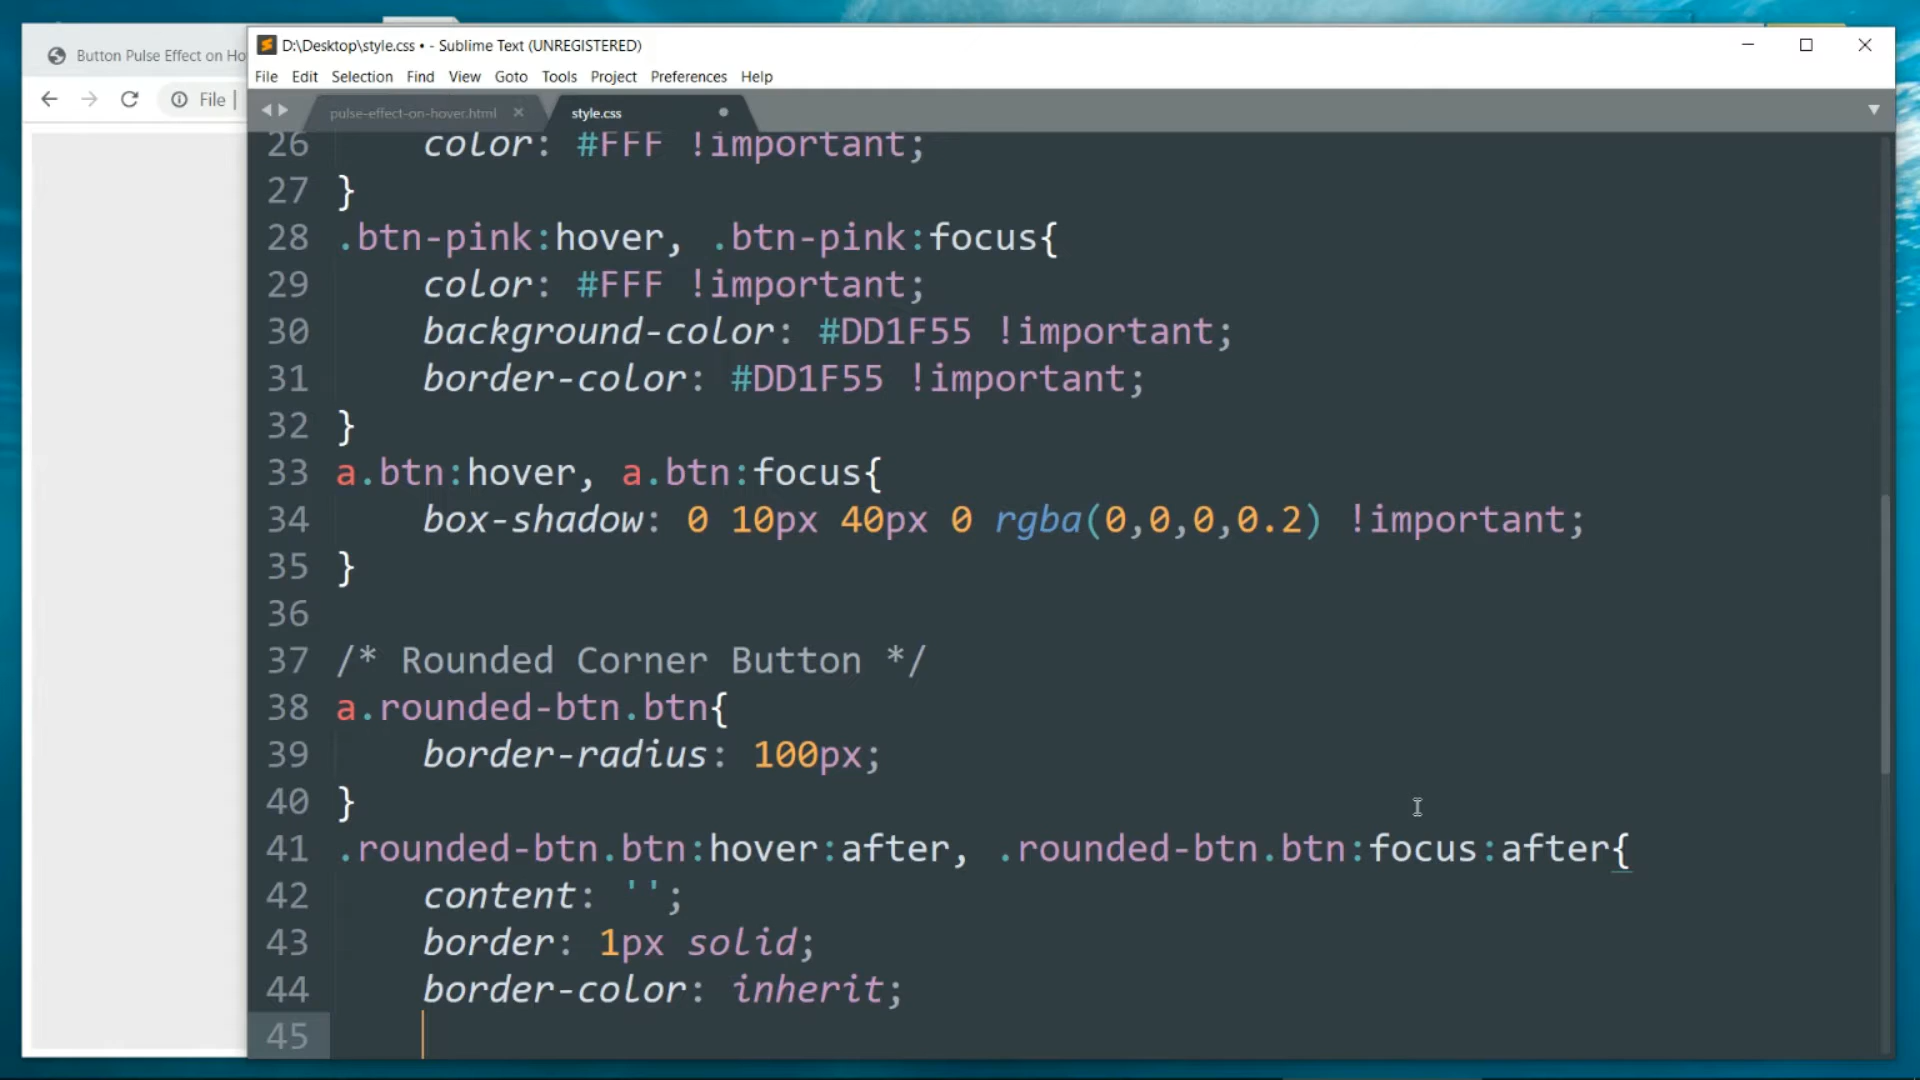 Button Pulse Effect on Ho
File |
D:\Desktop\style.css • - Sublime Text (UNREGISTERED)
File Edit Selection Find View Goto Tools Project Preferences Help
pulse-effect-on-hover.html style.css
26 color: #FFF !important;
27 }
28 .btn-pink:hover, .btn-pink:focus{
29 color: #FFF !important;
30 background-color: #DD1F55 !important;
31 border-color: #DD1F55 !important;
32 }
33 a.btn:hover, a.btn:focus{
34 box-shadow: 0 10px 40px 0 rgba(0,0,0,0.2) !important;
35 }
36
37 /* Rounded Corner Button */
38 a.rounded-btn.btn{
39 border-radius: 100px;
40 }
41 .rounded-btn.btn:hover:after, .rounded-btn.btn:focus:after{
42 content: '';
43 border: 1px solid;
44 border-color: inherit;
45